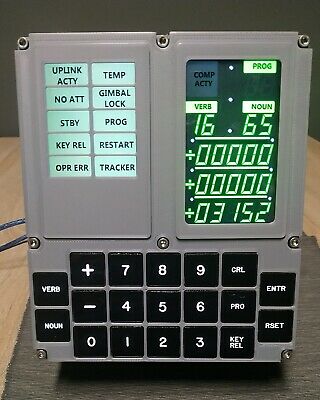 UPLINK ACTY
TEMP
NO ATT
GIMBAL LOCK
STBY
PROG
KEY REL
RESTART
OPR ERR
TRACKER
COMP ACTY
PROG
VERB
NOUN
16
65
+00000
+00000
+03152
VERB
NOUN
+
7
8
9
CRL
-
4
5
6
PRO
0
1
2
3
KEY REL
ENTR
RSET